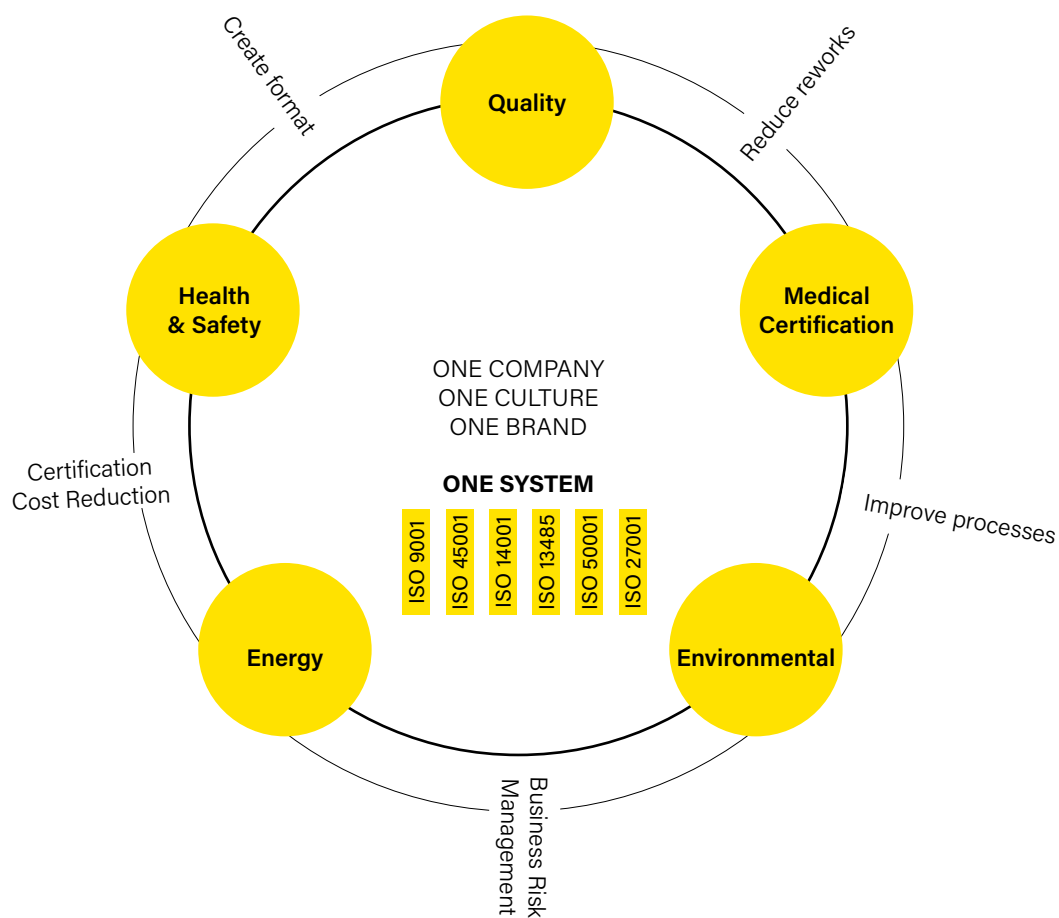 Create format
Quality
Reduce reworks
Health
& Safety
Medical
Certification
ONE COMPANY
ONE CULTURE
ONE BRAND
Certification
Cost Reduction
ONE SYSTEM
Improve processes
ISO 9001
ISO 45001
ISO 14001
ISO 13485
ISO 50001
ISO 27001
Energy
Environmental
Business Risk
Management